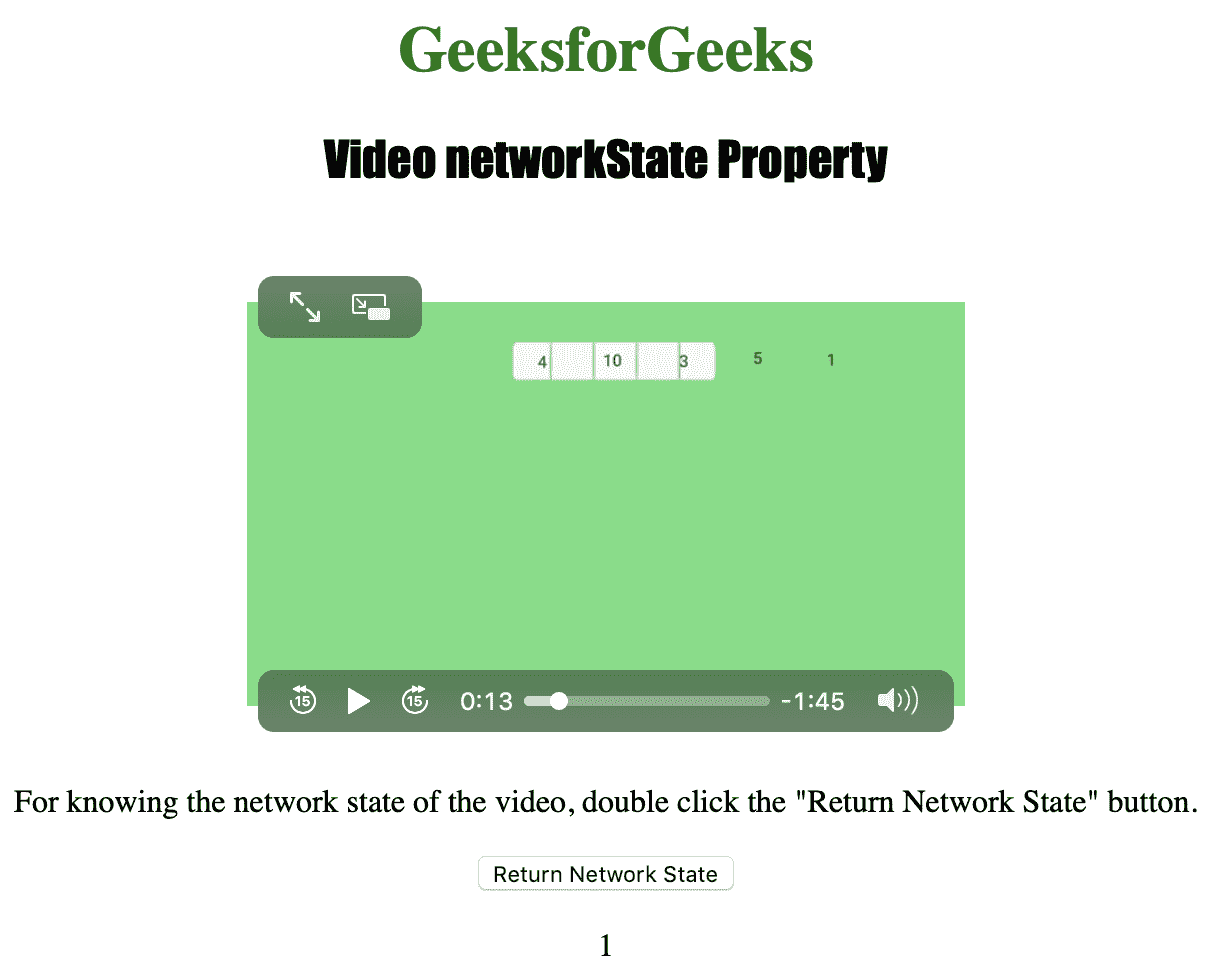 GeeksforGeeks
Video networkState Property
4 10 3 5 1
15 15 0:13 -1:45
For knowing the network state of the video, double click the "Return Network State" button.
Return Network State
1